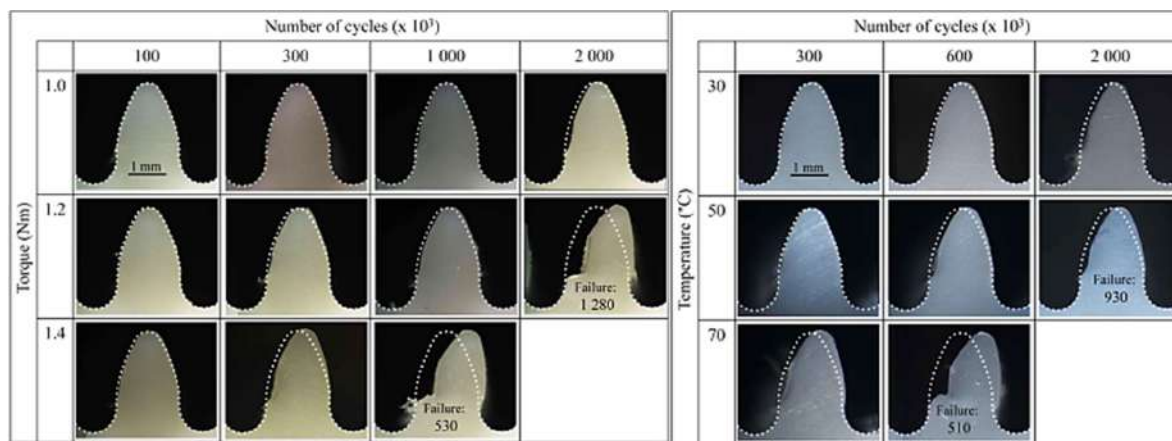 Number of cycles (x 10³)
100 300 1 000 2 000
Torque (Nm)
1.0
1 mm
1.2
Failure:
1 280
1.4
Failure:
530
Number of cycles (x 10³)
300 600 2 000
Temperature (°C)
30
1 mm
50
Failure:
930
70
Failure:
510